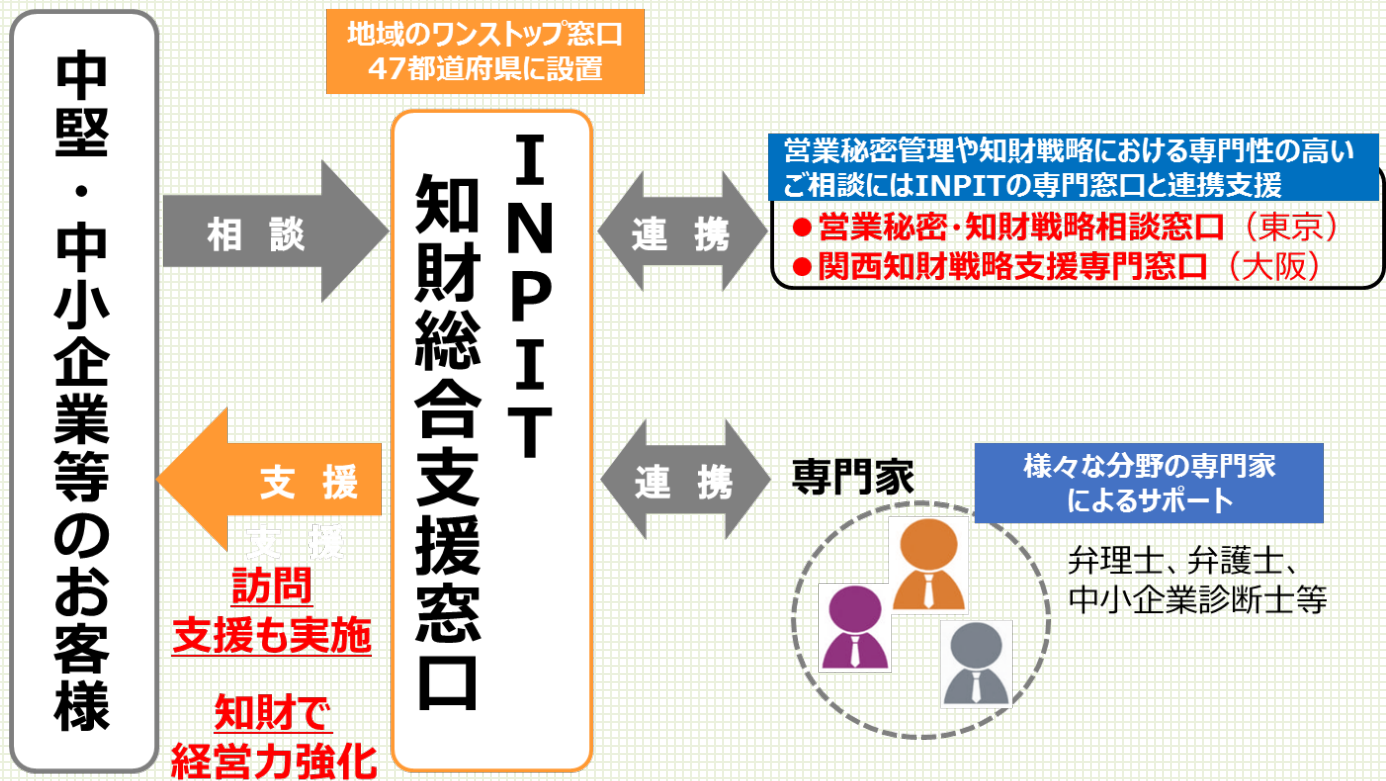 中堅・中小企業等のお客様
地域のワンストップ窓口
47都道府県に設置
相 談
支 援
支 援
訪問
支援も実施
知財で
経営力強化
INPIT
知財総合支援窓口
連 携
営業秘密管理や知財戦略における専門性の高い
ご相談にはINPITの専門窓口と連携支援
●営業秘密・知財戦略相談窓口（東京）
●関西知財戦略支援専門窓口（大阪）
連 携
専門家
様々な分野の専門家
によるサポート
弁理士、弁護士、
中小企業診断士等